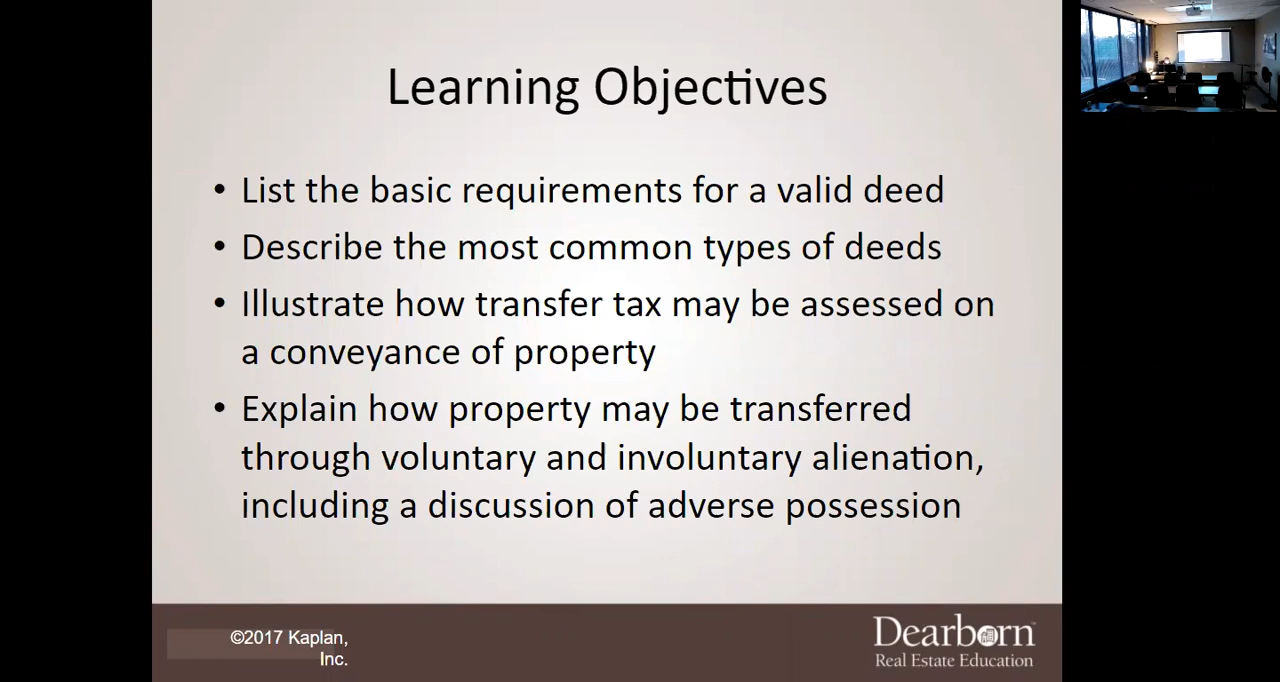 Learning Objectives
• List the basic requirements for a valid deed
• Describe the most common types of deeds
• Illustrate how transfer tax may be assessed on
a conveyance of property
• Explain how property may be transferred
through voluntary and involuntary alienation,
including a discussion of adverse possession
©2017 Kaplan,
Inc.
Dearborn™
Real Estate Education